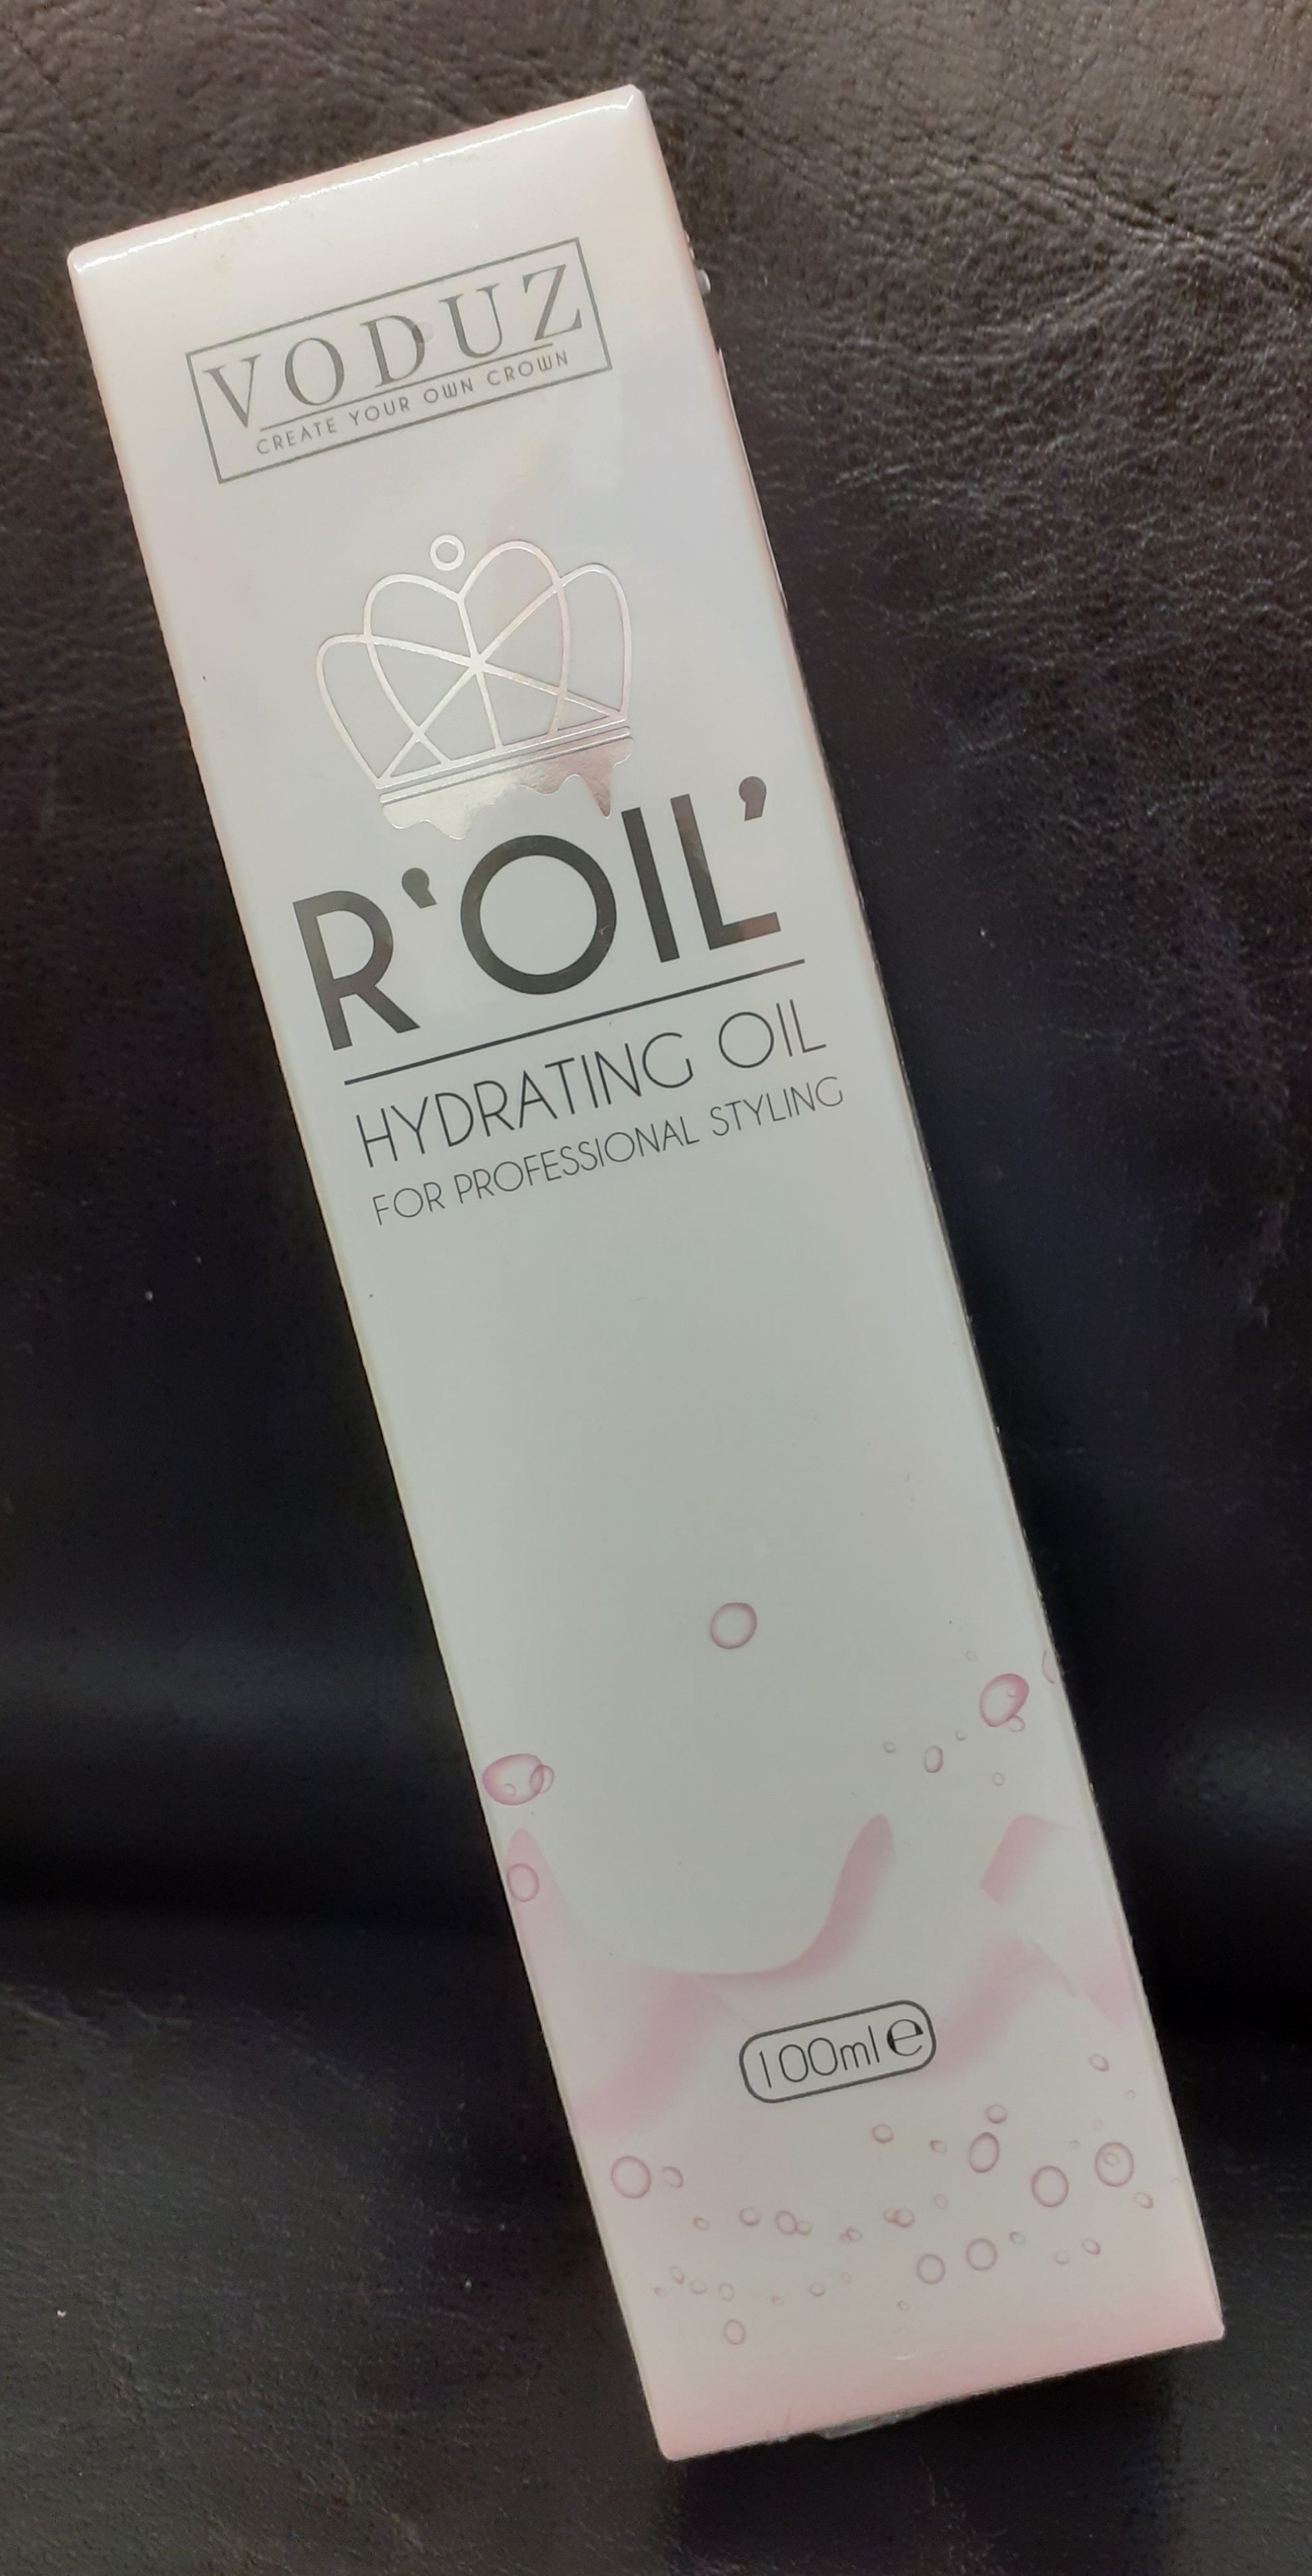 VODUZ
CREATE YOUR OWN CROWN
R‘OIL’
HYDRATING OIL
FOR PROFESSIONAL STYLING
100ml ℮